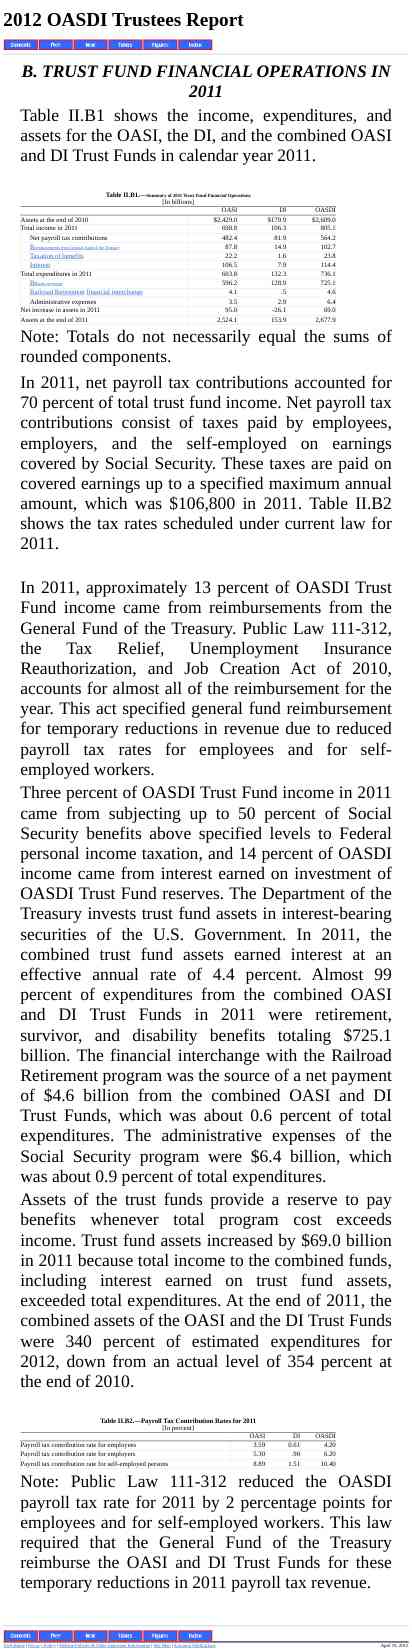 2012 OASDI Trustees Report
Contents Prev Next Tables Figures Index
B. TRUST FUND FINANCIAL OPERATIONS IN
2011
Table II.B1 shows the income, expenditures, and
assets for the OASI, the DI, and the combined OASI
and DI Trust Funds in calendar year 2011.
Table II.B1.—Summary of 2011 Trust Fund Financial Operations
[In billions]
OASI DI OASDI
Assets at the end of 2010 $2,429.0 $179.9 $2,609.0
Total income in 2011 698.8 106.3 805.1
Net payroll tax contributions 482.4 81.9 564.2
Reimbursements from General Fund of the Treasury 87.8 14.9 102.7
Taxation of benefits 22.2 1.6 23.8
Interest 106.5 7.9 114.4
Total expenditures in 2011 603.8 132.3 736.1
Benefit payments 596.2 128.9 725.1
Railroad Retirement financial interchange 4.1 .5 4.6
Administrative expenses 3.5 2.9 6.4
Net increase in assets in 2011 95.0 -26.1 69.0
Assets at the end of 2011 2,524.1 153.9 2,677.9
Note: Totals do not necessarily equal the sums of
rounded components.
In 2011, net payroll tax contributions accounted for
70 percent of total trust fund income. Net payroll tax
contributions consist of taxes paid by employees,
employers, and the self-employed on earnings
covered by Social Security. These taxes are paid on
covered earnings up to a specified maximum annual
amount, which was $106,800 in 2011. Table II.B2
shows the tax rates scheduled under current law for
2011.
In 2011, approximately 13 percent of OASDI Trust
Fund income came from reimbursements from the
General Fund of the Treasury. Public Law 111-312,
the Tax Relief, Unemployment Insurance
Reauthorization, and Job Creation Act of 2010,
accounts for almost all of the reimbursement for the
year. This act specified general fund reimbursement
for temporary reductions in revenue due to reduced
payroll tax rates for employees and for self-
employed workers.
Three percent of OASDI Trust Fund income in 2011
came from subjecting up to 50 percent of Social
Security benefits above specified levels to Federal
personal income taxation, and 14 percent of OASDI
income came from interest earned on investment of
OASDI Trust Fund reserves. The Department of the
Treasury invests trust fund assets in interest-bearing
securities of the U.S. Government. In 2011, the
combined trust fund assets earned interest at an
effective annual rate of 4.4 percent. Almost 99
percent of expenditures from the combined OASI
and DI Trust Funds in 2011 were retirement,
survivor, and disability benefits totaling $725.1
billion. The financial interchange with the Railroad
Retirement program was the source of a net payment
of $4.6 billion from the combined OASI and DI
Trust Funds, which was about 0.6 percent of total
expenditures. The administrative expenses of the
Social Security program were $6.4 billion, which
was about 0.9 percent of total expenditures.
Assets of the trust funds provide a reserve to pay
benefits whenever total program cost exceeds
income. Trust fund assets increased by $69.0 billion
in 2011 because total income to the combined funds,
including interest earned on trust fund assets,
exceeded total expenditures. At the end of 2011, the
combined assets of the OASI and the DI Trust Funds
were 340 percent of estimated expenditures for
2012, down from an actual level of 354 percent at
the end of 2010.
Table II.B2.—Payroll Tax Contribution Rates for 2011
[In percent]
OASI DI OASDI
Payroll tax contribution rate for employees 3.59 0.61 4.20
Payroll tax contribution rate for employers 5.30 .90 6.20
Payroll tax contribution rate for self-employed persons 8.89 1.51 10.40
Note: Public Law 111-312 reduced the OASDI
payroll tax rate for 2011 by 2 percentage points for
employees and for self-employed workers. This law
required that the General Fund of the Treasury
reimburse the OASI and DI Trust Funds for these
temporary reductions in 2011 payroll tax revenue.
Contents Prev Next Tables Figures Index
April 19, 2012